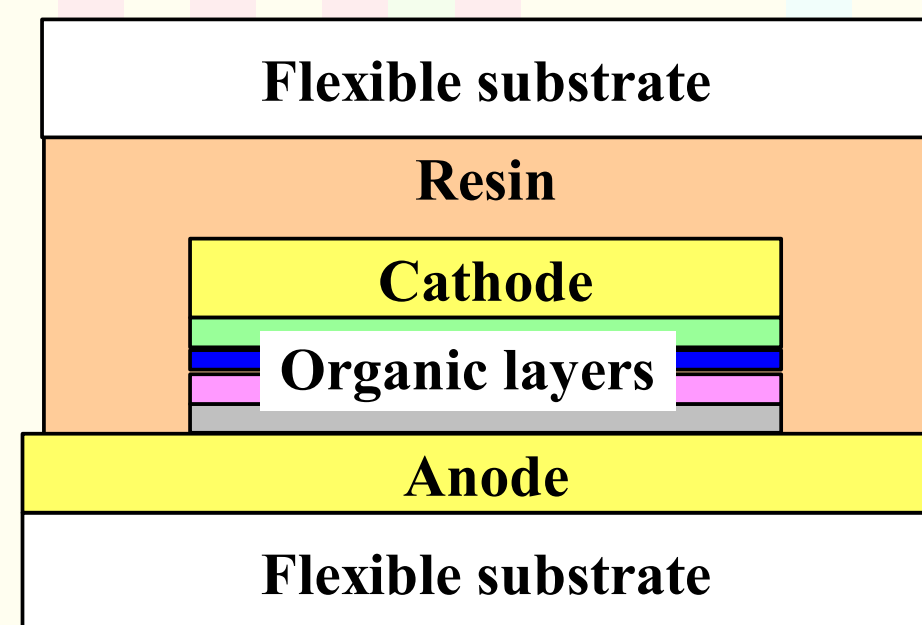 Flexible substrate
Resin
Cathode
Organic layers
Anode
Flexible substrate